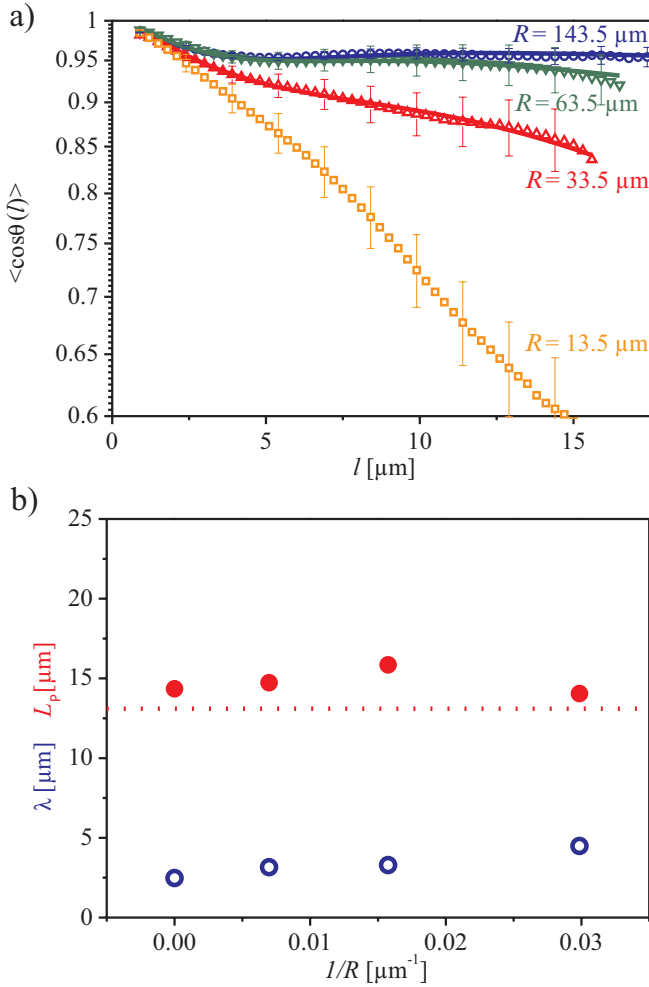 a)
1
0.95
0.9
0.85
0.8
0.75
0.7
0.65
0.6
<cosθ(l)>
R = 143.5 µm
R = 63.5 µm
R = 33.5 µm
R = 13.5 µm
0 5 10 15
l [µm]
b)
25
20
15
10
5
0
λ [µm] Lp [µm]
0.00 0.01 0.02 0.03
1/R [µm⁻¹]